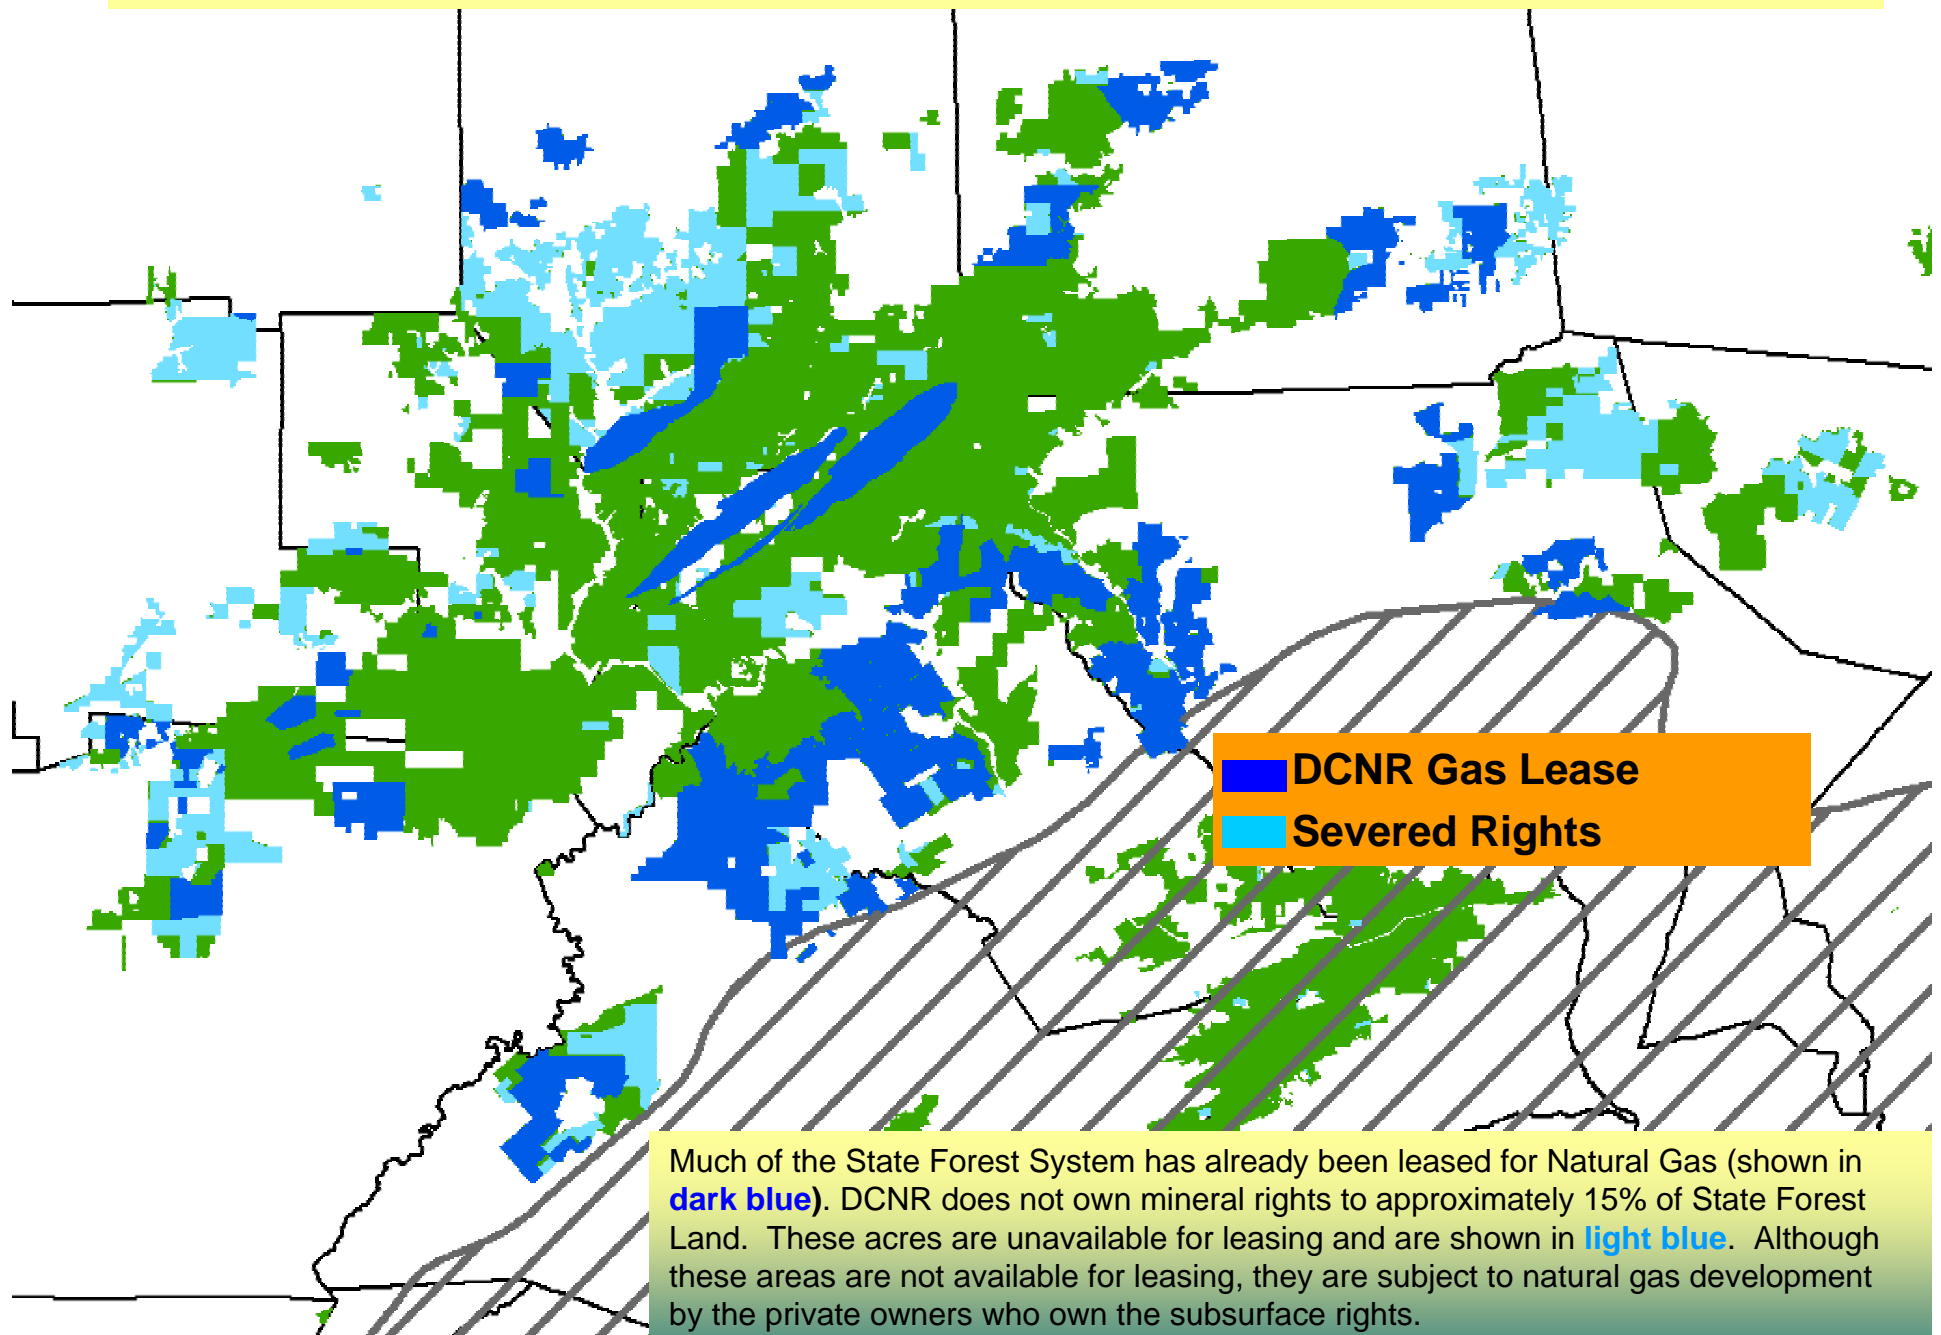 DCNR Gas Lease
Severed Rights
Much of the State Forest System has already been leased for Natural Gas (shown in
dark blue). DCNR does not own mineral rights to approximately 15% of State Forest
Land.  These acres are unavailable for leasing and are shown in light blue.  Although
these areas are not available for leasing, they are subject to natural gas development
by the private owners who own the subsurface rights.